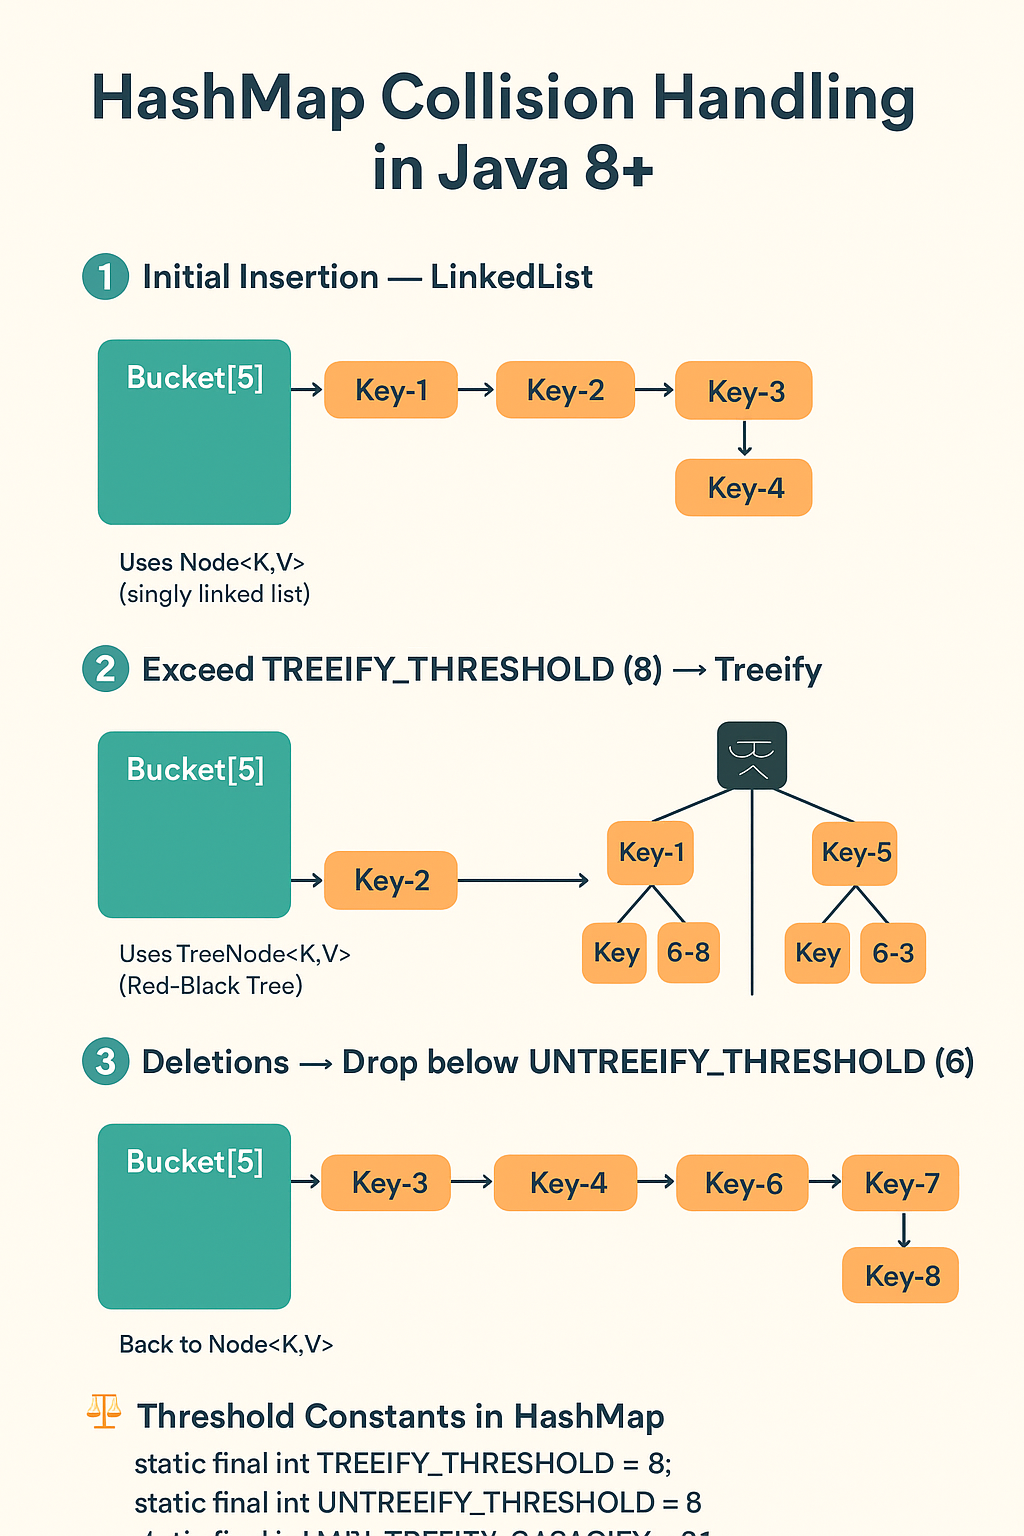 HashMap Collision Handling
in Java 8+
1 Initial Insertion — LinkedList
Bucket[5]
Key-1
Key-2
Key-3
Key-4
Uses Node<K,V>
(singly linked list)
2 Exceed TREEIFY_THRESHOLD (8) → Treeify
Bucket[5]
Key-2
Key-1
Key-5
Key
6-8
Key
6-3
Uses TreeNode<K,V>
(Red-Black Tree)
3 Deletions → Drop below UNTREEIFY_THRESHOLD (6)
Bucket[5]
Key-3
Key-4
Key-6
Key-7
Key-8
Back to Node<K,V>
Threshold Constants in HashMap
static final int TREEIFY_THRESHOLD = 8;
static final int UNTREEIFY_THRESHOLD = 8